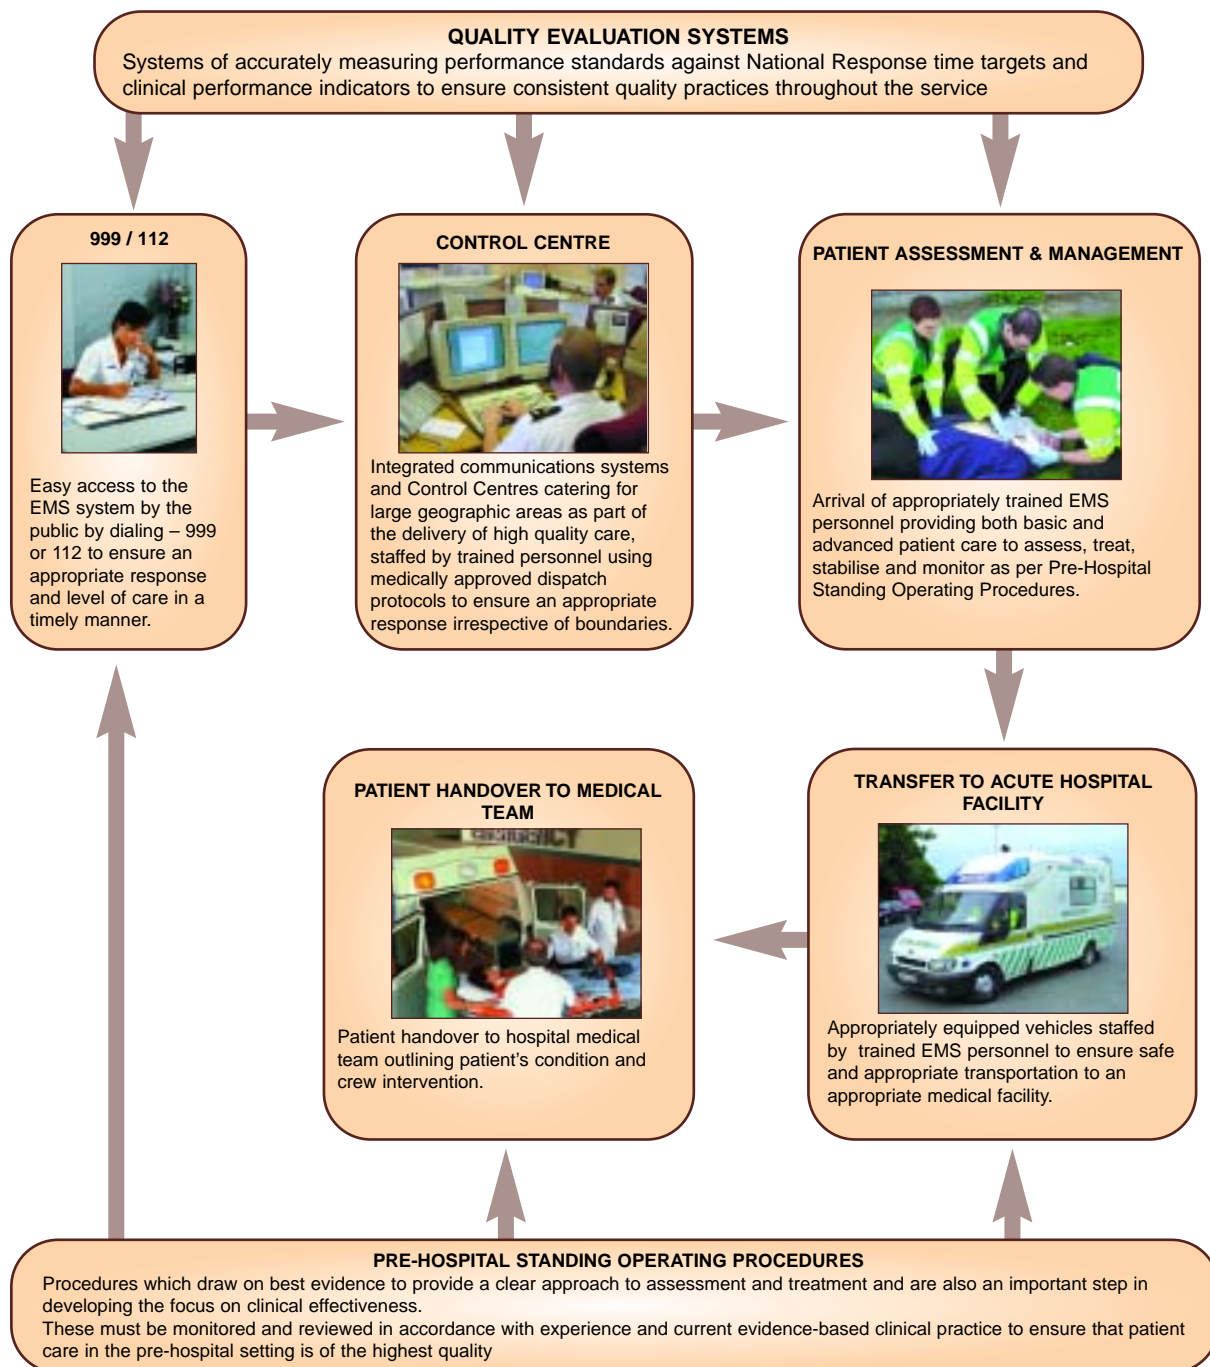 QUALITY EVALUATION SYSTEMS
Systems of accurately measuring performance standards against National Response time targets and
clinical performance indicators to ensure consistent quality practices throughout the service
999 / 112
Easy access to the
EMS system by the
public by dialing – 999
or 112 to ensure an
appropriate response
and level of care in a
timely manner.
CONTROL CENTRE
Integrated communications systems
and Control Centres catering for
large geographic areas as part of
the delivery of high quality care,
staffed by trained personnel using
medically approved dispatch
protocols to ensure an appropriate
response irrespective of boundaries.
PATIENT ASSESSMENT & MANAGEMENT
Arrival of appropriately trained EMS
personnel providing both basic and
advanced patient care to assess, treat,
stabilise and monitor as per Pre-Hospital
Standing Operating Procedures.
TRANSFER TO ACUTE HOSPITAL
FACILITY
Appropriately equipped vehicles staffed
by trained EMS personnel to ensure safe
and appropriate transportation to an
appropriate medical facility.
PATIENT HANDOVER TO MEDICAL
TEAM
EMERGENCY
Patient handover to hospital medical
team outlining patient's condition and
crew intervention.
PRE-HOSPITAL STANDING OPERATING PROCEDURES
Procedures which draw on best evidence to provide a clear approach to assessment and treatment and are also an important step in
developing the focus on clinical effectiveness.
These must be monitored and reviewed in accordance with experience and current evidence-based clinical practice to ensure that patient
care in the pre-hospital setting is of the highest quality